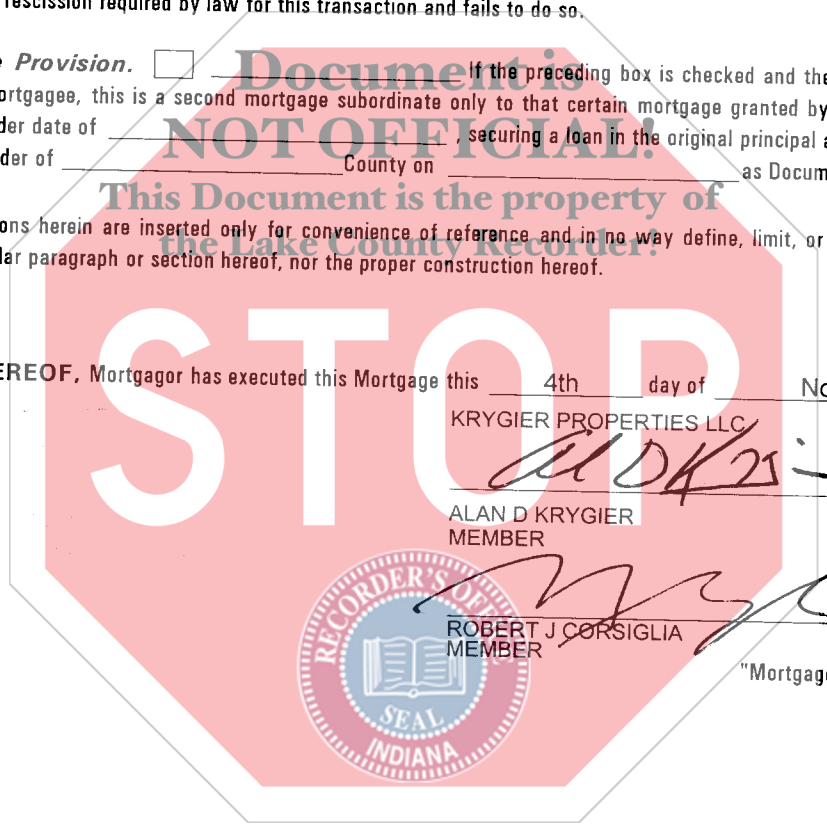 rescission required by law for this transaction and fails to do so.
Provision. If the preceding box is checked and the
ortgagee, this is a second mortgage subordinate only to that certain mortgage granted by
der date of , securing a loan in the original principal a
der of County on as Docum
ons herein are inserted only for convenience of reference and in no way define, limit, or
lar paragraph or section hereof, nor the proper construction hereof.
Document is
NOT OFFICIAL!
This Document is the property of
the Lake County Recorder!
STOP
EREOF, Mortgagor has executed this Mortgage this 4th day of No
KRYGIER PROPERTIES LLC
ALAN D KRYGIER
MEMBER
ROBERT J CORSIGLIA
MEMBER
"Mortgag
RECORDER'S OFFICE
SEAL
INDIANA